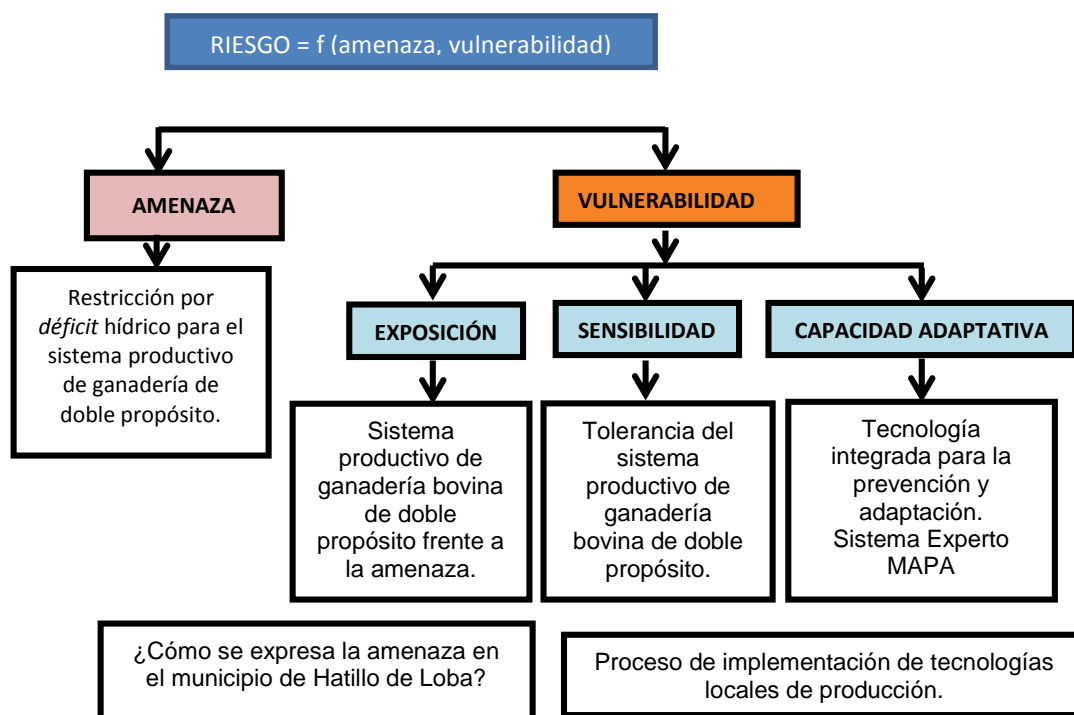 RIESGO = f (amenaza, vulnerabilidad)
AMENAZA
VULNERABILIDAD
Restricción por
déficit hídrico para el
sistema productivo
de ganadería de
doble propósito.
EXPOSICIÓN
SENSIBILIDAD
CAPACIDAD ADAPTATIVA
Sistema
productivo de
ganadería bovina
de doble
propósito frente a
la amenaza.
Tolerancia del
sistema
productivo de
ganadería
bovina de doble
propósito.
Tecnología
integrada para la
prevención y
adaptación.
Sistema Experto
MAPA
¿Cómo se expresa la amenaza en
el municipio de Hatillo de Loba?
Proceso de implementación de tecnologías
locales de producción.